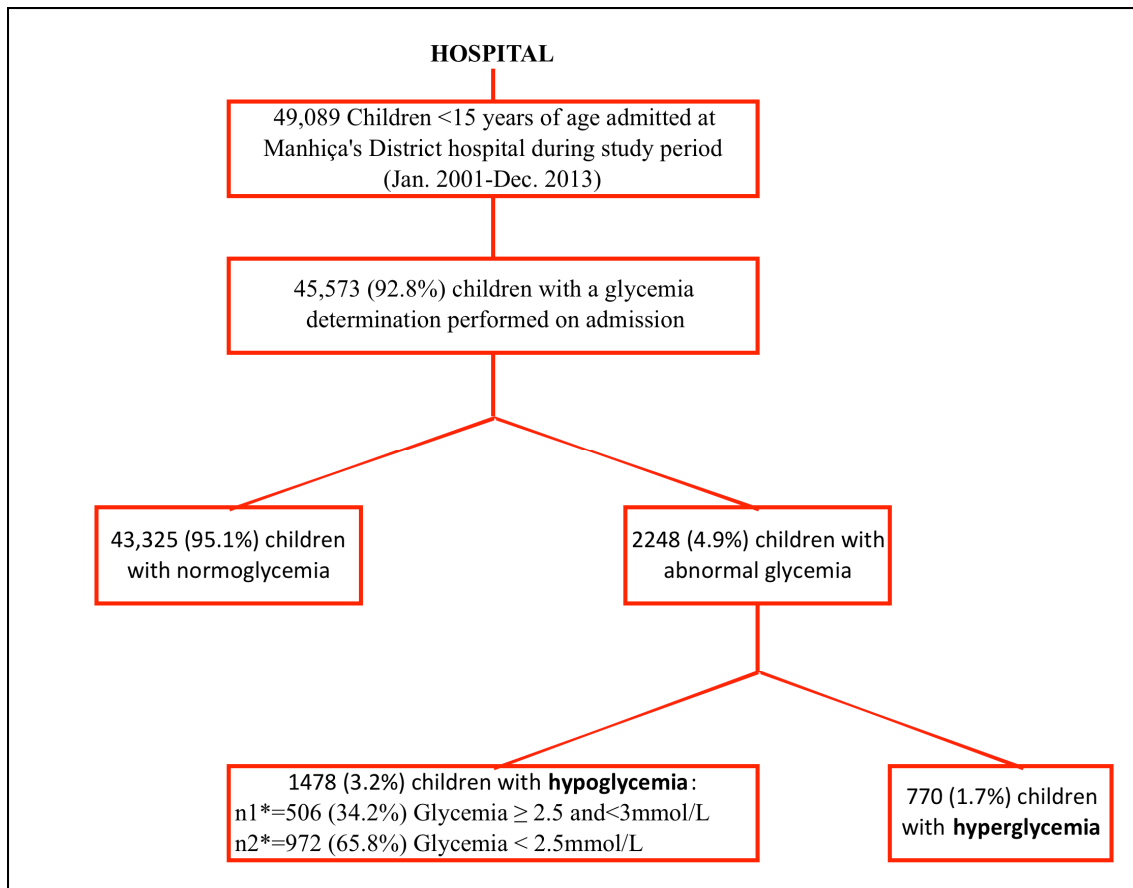 HOSPITAL
49,089 Children <15 years of age admitted at
Manhiça's District hospital during study period
(Jan. 2001-Dec. 2013)
45,573 (92.8%) children with a glycemia
determination performed on admission
43,325 (95.1%) children
with normoglycemia
2248 (4.9%) children with
abnormal glycemia
1478 (3.2%) children with hypoglycemia:
n1*=506 (34.2%) Glycemia ≥ 2.5 and<3mmol/L
n2*=972 (65.8%) Glycemia < 2.5mmol/L
770 (1.7%) children
with hyperglycemia